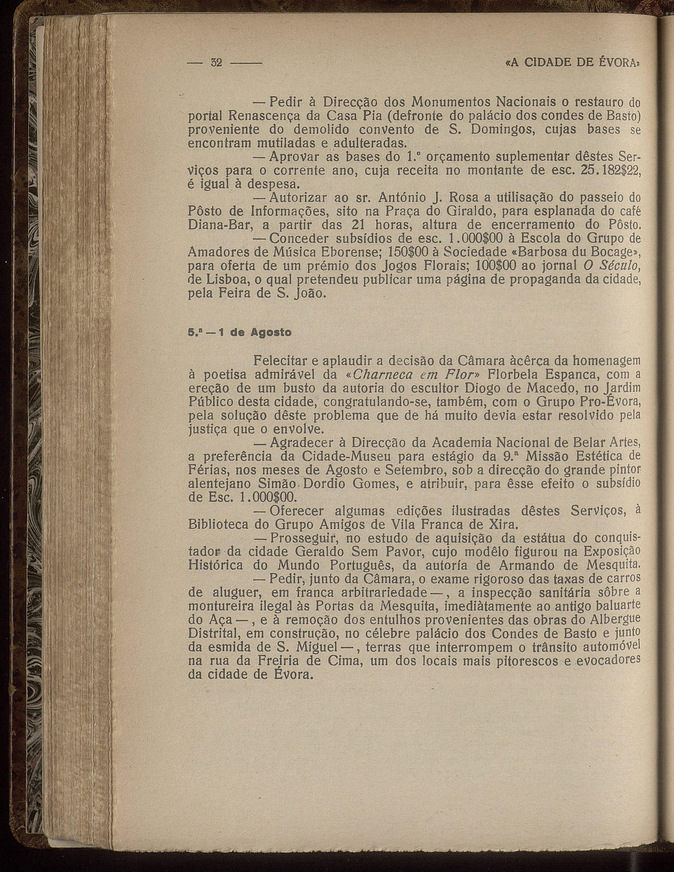 — 32 —— «A CIDADE DE ÉVORA»
— Pedir à Direcção dos Monumentos Nacionais o restauro do
portal Renascença da Casa Pia (defronte do palácio dos condes de Basto)
proveniente do demolido convento de S. Domingos, cujas bases se
encontram mutiladas e adulteradas.
— Aprovar as bases do 1.º orçamento suplementar dêstes Ser-
viços para o corrente ano, cuja receita no montante de esc. 25.182$22,
é igual à despesa.
— Autorizar ao sr. António J. Rosa a utilisação do passeio do
Pôsto de Informações, sito na Praça do Giraldo, para esplanada do café
Diana-Bar, a partir das 21 horas, altura de encerramento do Pôsto.
— Conceder subsídios de esc. 1.000$00 à Escola do Grupo de
Amadores de Música Eborense; 150$00 à Sociedade «Barbosa du Bocage»,
para oferta de um prémio dos Jogos Florais; 100$00 ao jornal O Século,
de Lisboa, o qual pretendeu publicar uma página de propaganda da cidade,
pela Feira de S. João.
5.ª — 1 de Agosto
Felecitar e aplaudir a decisão da Câmara àcêrca da homenagem
à poetisa admirável da «Charneca em Flor» Florbela Espanca, com a
ereção de um busto da autoria do escultor Diogo de Macedo, no Jardim
Público desta cidade, congratulando-se, também, com o Grupo Pro-Évora,
pela solução dêste problema que de há muito devia estar resolvido pela
justiça que o envolve.
— Agradecer à Direcção da Academia Nacional de Belar Artes,
a preferência da Cidade-Museu para estágio da 9.ª Missão Estética de
Férias, nos meses de Agosto e Setembro, sob a direcção do grande pintor
alentejano Simão Dordio Gomes, e atribuir, para êsse efeito o subsídio
de Esc. 1.000$00.
— Oferecer algumas edições ilustradas dêstes Serviços, à
Biblioteca do Grupo Amigos de Vila Franca de Xira.
— Prosseguir, no estudo de aquisição da estátua do conquis-
tador da cidade Geraldo Sem Pavor, cujo modêlo figurou na Exposição
Histórica do Mundo Português, da autoría de Armando de Mesquita.
— Pedir, junto da Câmara, o exame rigoroso das taxas de carros
de aluguer, em franca arbitrariedade —, a inspecção sanitária sôbre a
montureira ilegal às Portas da Mesquita, imediàtamente ao antigo baluarte
do Aça —, e à remoção dos entulhos provenientes das obras do Albergue
Distrital, em construção, no célebre palácio dos Condes de Basto e junto
da esmida de S. Miguel —, terras que interrompem o trânsito automóvel
na rua da Freiria de Cima, um dos locais mais pitorescos e evocadores
da cidade de Évora.